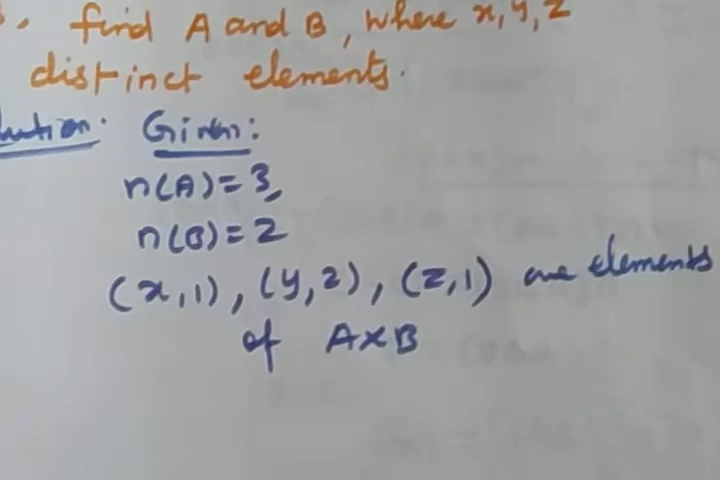 find A and B, where x, y, z
distinct elements.
Given:
n(A)=3,
n(B)=2
(x,1), (y,2), (z,1) are elements
of A×B